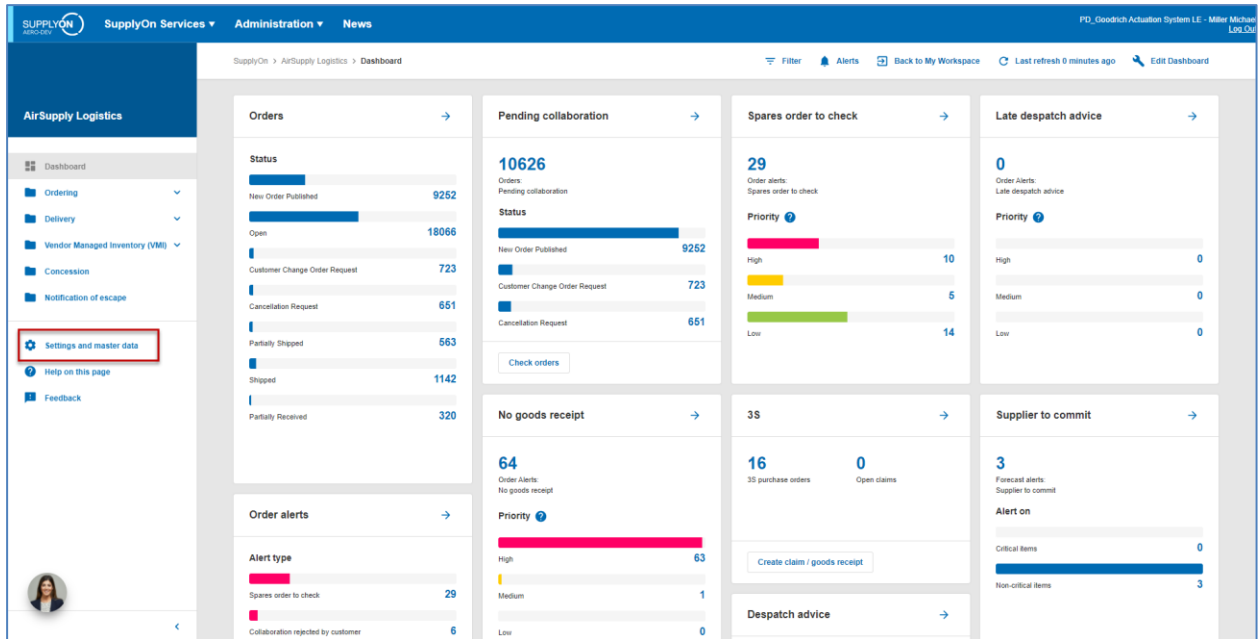 SUPPLYON
AERO-DEV
SupplyOn Services
Administration
News
PD_Goodrich Actuation System LE - Miller Michael
Log Out
SupplyOn > AirSupply Logistics > Dashboard
Filter
Alerts
Back to My Workspace
Last refresh 0 minutes ago
Edit Dashboard
AirSupply Logistics
Dashboard
Ordering
Delivery
Vendor Managed Inventory (VMI)
Concession
Notification of escape
Settings and master data
Help on this page
Feedback
Orders
Status
New Order Published 9252
Open 18066
Customer Change Order Request 723
Cancellation Request 651
Partially Shipped 563
Shipped 1142
Partially Received 320
Order alerts
Alert type
Spares order to check 29
Collaboration rejected by customer 6
Pending collaboration
10626
Orders:
Pending collaboration
Status
New Order Published 9252
Customer Change Order Request 723
Cancellation Request 651
Check orders
No goods receipt
64
Order Alerts:
No goods receipt
Priority ?
High 63
Medium 1
Low 0
Spares order to check
29
Order alerts:
Spares order to check
Priority ?
High 10
Medium 5
Low 14
3S
16 0
3S purchase orders Open claims
Create claim / goods receipt
Despatch advice
Late despatch advice
0
Order Alerts:
Late despatch advice
Priority ?
High 0
Medium 0
Low 0
Supplier to commit
3
Forecast alerts:
Supplier to commit
Alert on
Critical items 0
Non-critical items 3